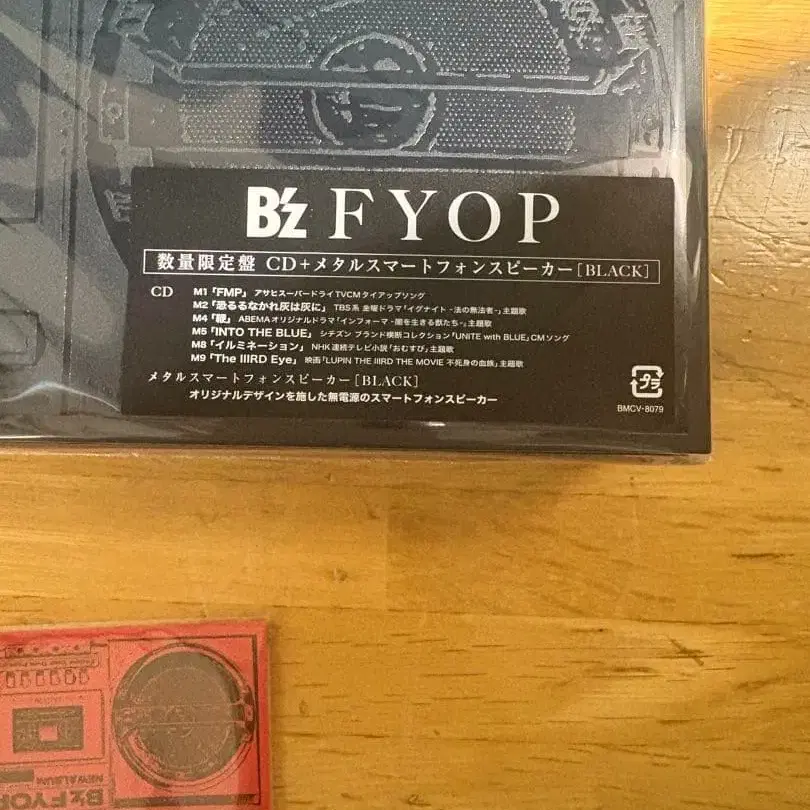 B'z FYOP
数量限定盤 CD+メタルスマートフォンスピーカー[BLACK]
CD M1「FMP」 アサヒスーパードライTVCMタイアップソング
M2「恐るるなかれ灰は灰に」 TBS系 金曜ドラマ「イグナイト -法の無法者-」主題歌
M4「鞭」 ABEMAオリジナルドラマ「インフォーマ -闇を生きる獣たち-」主題歌
M5「INTO THE BLUE」 シチズン ブランド横断コレクション「UNITE with BLUE」CMソング
M8「イルミネーション」 NHK連続テレビ小説「おむすび」主題歌
M9「The IIIRD Eye」 映画「LUPIN THE IIIRD THE MOVIE 不死身の血族」主題歌
メタルスマートフォンスピーカー[BLACK]
オリジナルデザインを施した無電源のスマートフォンスピーカー
プラ
BMCV-8079
NEW ALBUM
B'z FYOP